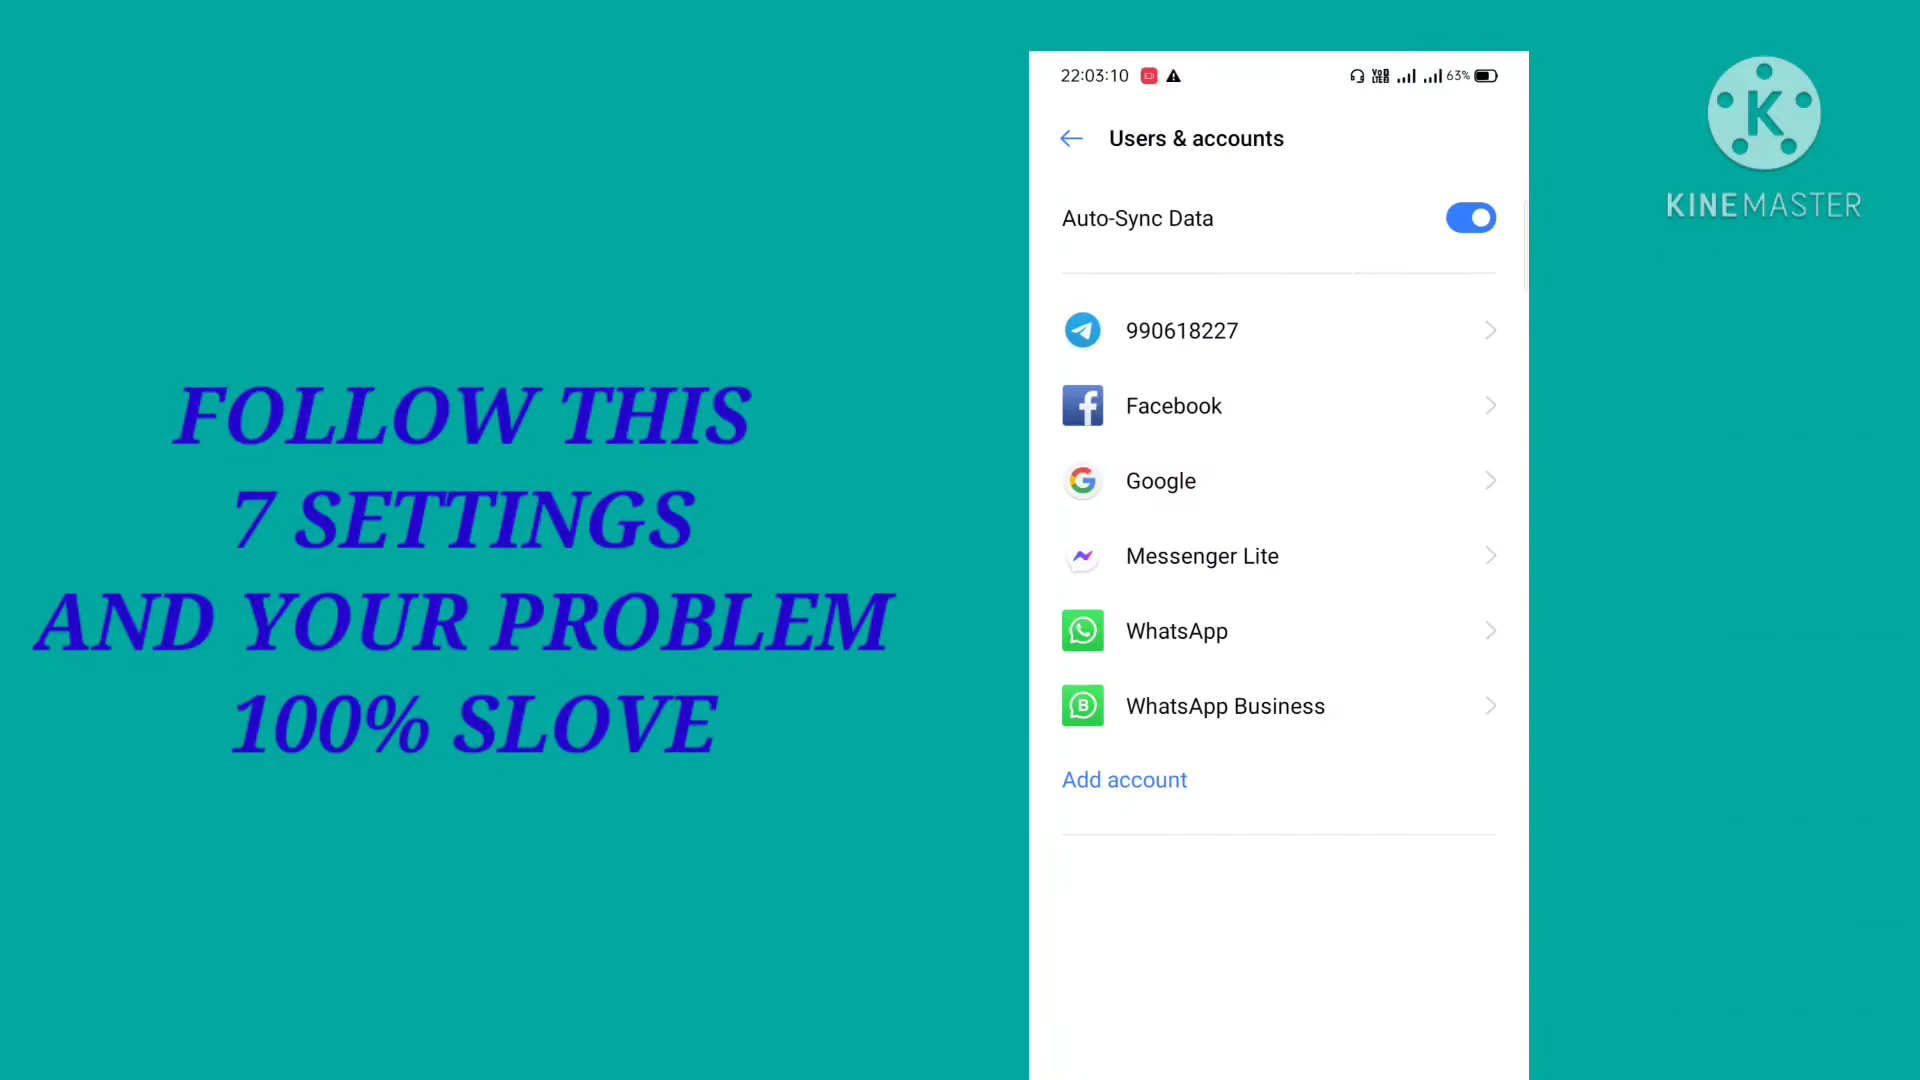 FOLLOW THIS
7 SETTINGS
AND YOUR PROBLEM
100% SLOVE
22:03:10
63%
Users & accounts
Auto-Sync Data
990618227
Facebook
Google
Messenger Lite
WhatsApp
WhatsApp Business
Add account
K
KINEMASTER